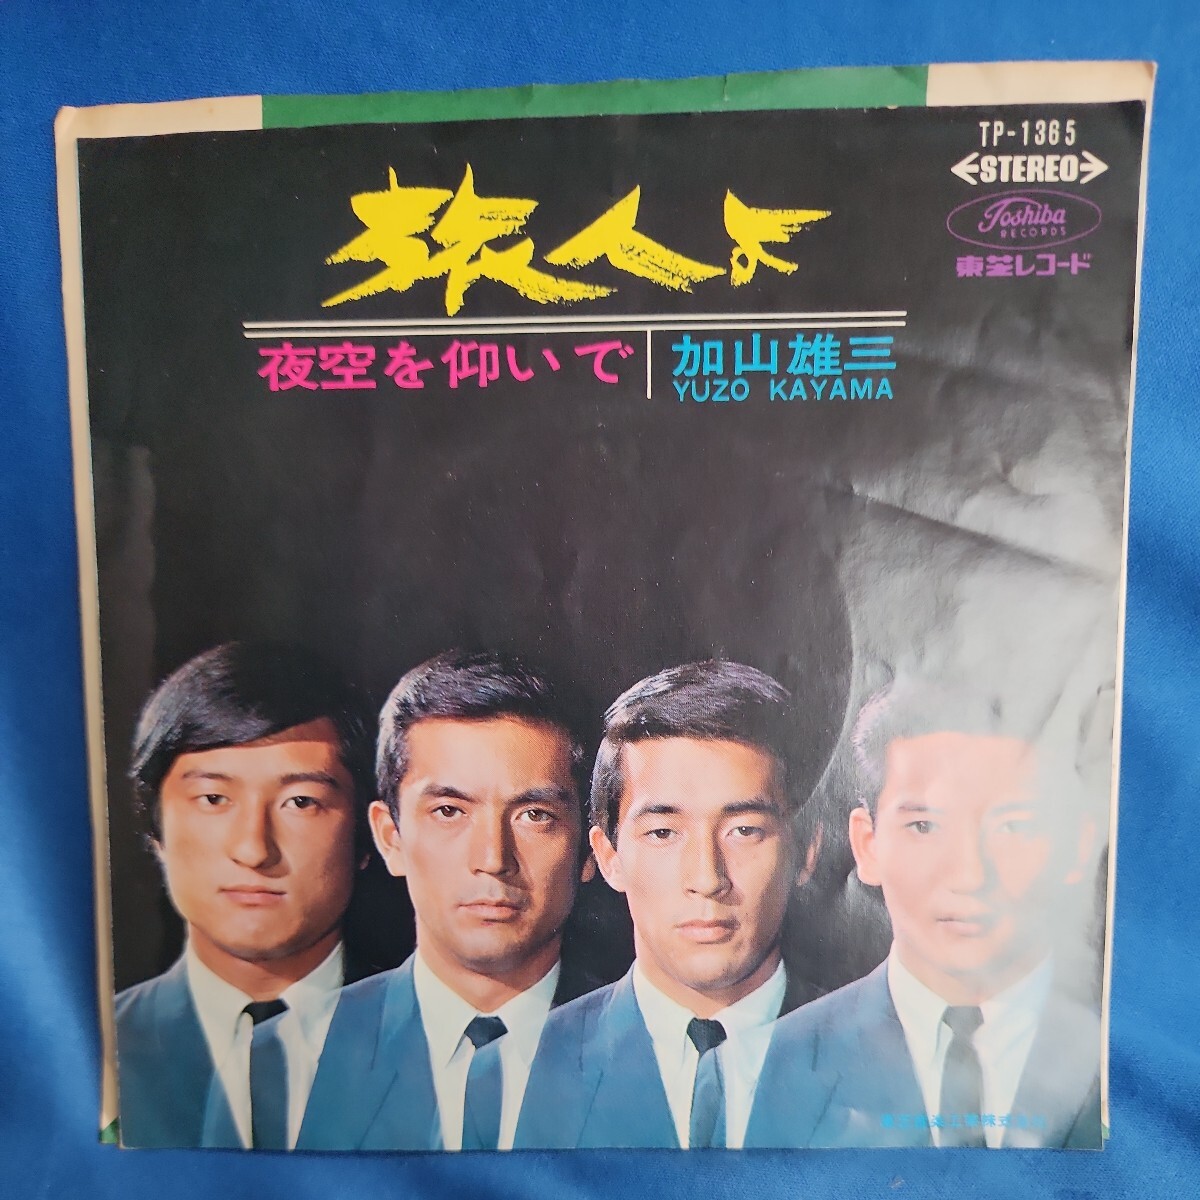 TP-1365
STEREO
Toshiba
RECORDS
東芝レコード
旅人よ
夜空を仰いで
加山雄三
YUZO KAYAMA